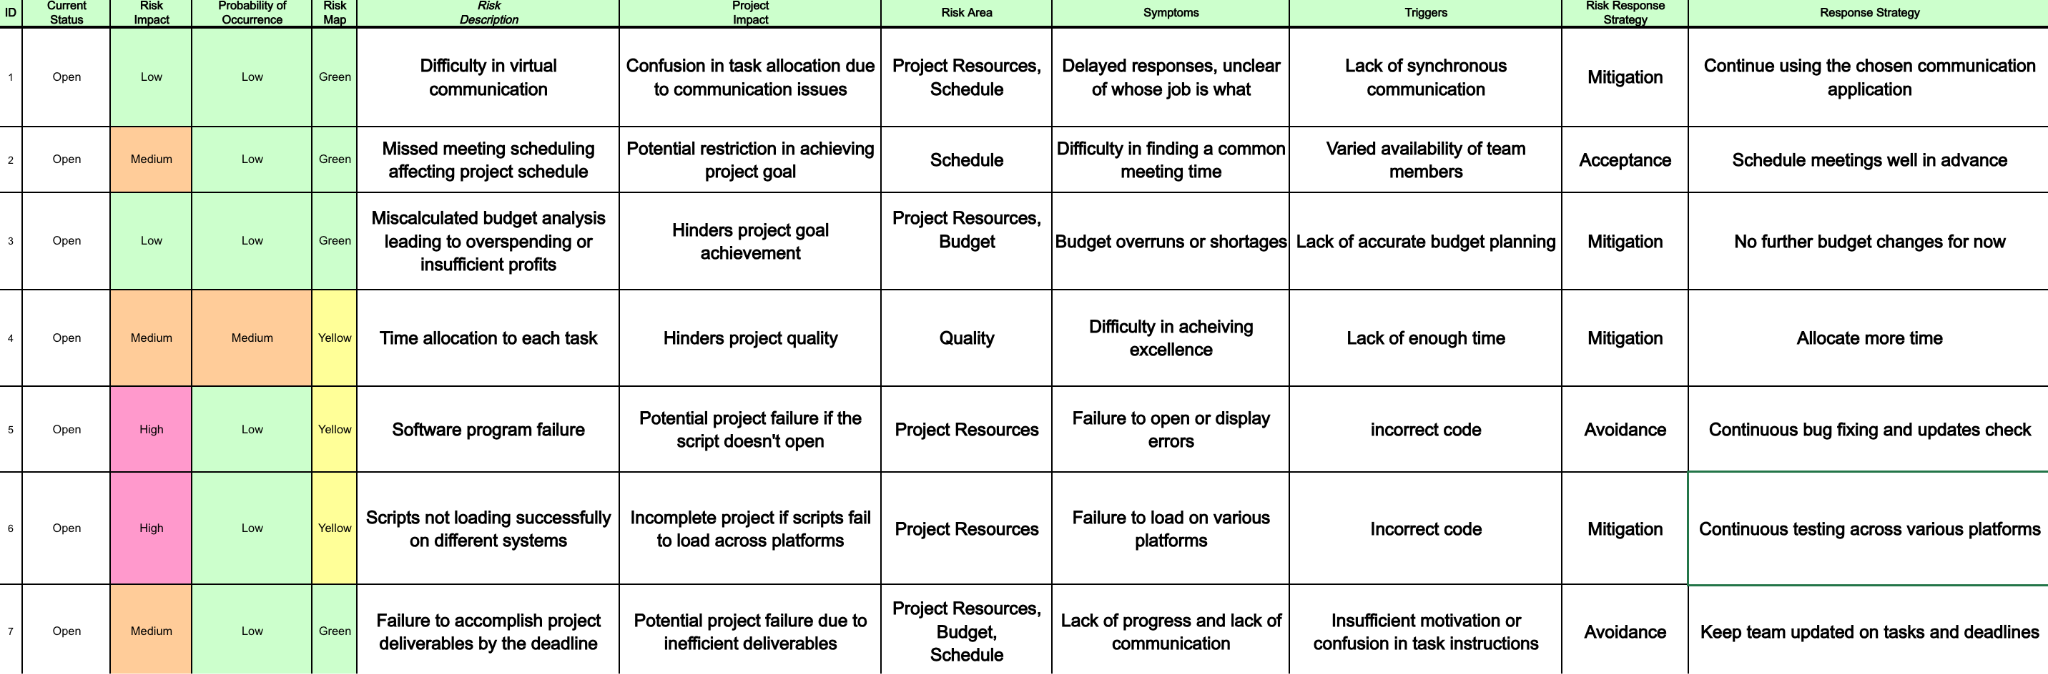 ID
Current
Status
Risk
Impact
Probability of
Occurrence
Risk
Map
Risk
Description
Project
Impact
Risk Area
Symptoms
Triggers
Risk Response
Strategy
Response Strategy
1
Open
Low
Low
Green
Difficulty in virtual
communication
Confusion in task allocation due
to communication issues
Project Resources,
Schedule
Delayed responses, unclear
of whose job is what
Lack of synchronous
communication
Mitigation
Continue using the chosen communication
application
2
Open
Medium
Low
Green
Missed meeting scheduling
affecting project schedule
Potential restriction in achieving
project goal
Schedule
Difficulty in finding a common
meeting time
Varied availability of team
members
Acceptance
Schedule meetings well in advance
3
Open
Low
Low
Green
Miscalculated budget analysis
leading to overspending or
insufficient profits
Hinders project goal
achievement
Project Resources,
Budget
Budget overruns or shortages
Lack of accurate budget planning
Mitigation
No further budget changes for now
4
Open
Medium
Medium
Yellow
Time allocation to each task
Hinders project quality
Quality
Difficulty in acheiving
excellence
Lack of enough time
Mitigation
Allocate more time
5
Open
High
Low
Yellow
Software program failure
Potential project failure if the
script doesn't open
Project Resources
Failure to open or display
errors
incorrect code
Avoidance
Continuous bug fixing and updates check
6
Open
High
Low
Yellow
Scripts not loading successfully
on different systems
Incomplete project if scripts fail
to load across platforms
Project Resources
Failure to load on various
platforms
Incorrect code
Mitigation
Continuous testing across various platforms
7
Open
Medium
Low
Green
Failure to accomplish project
deliverables by the deadline
Potential project failure due to
inefficient deliverables
Project Resources,
Budget,
Schedule
Lack of progress and lack of
communication
Insufficient motivation or
confusion in task instructions
Avoidance
Keep team updated on tasks and deadlines